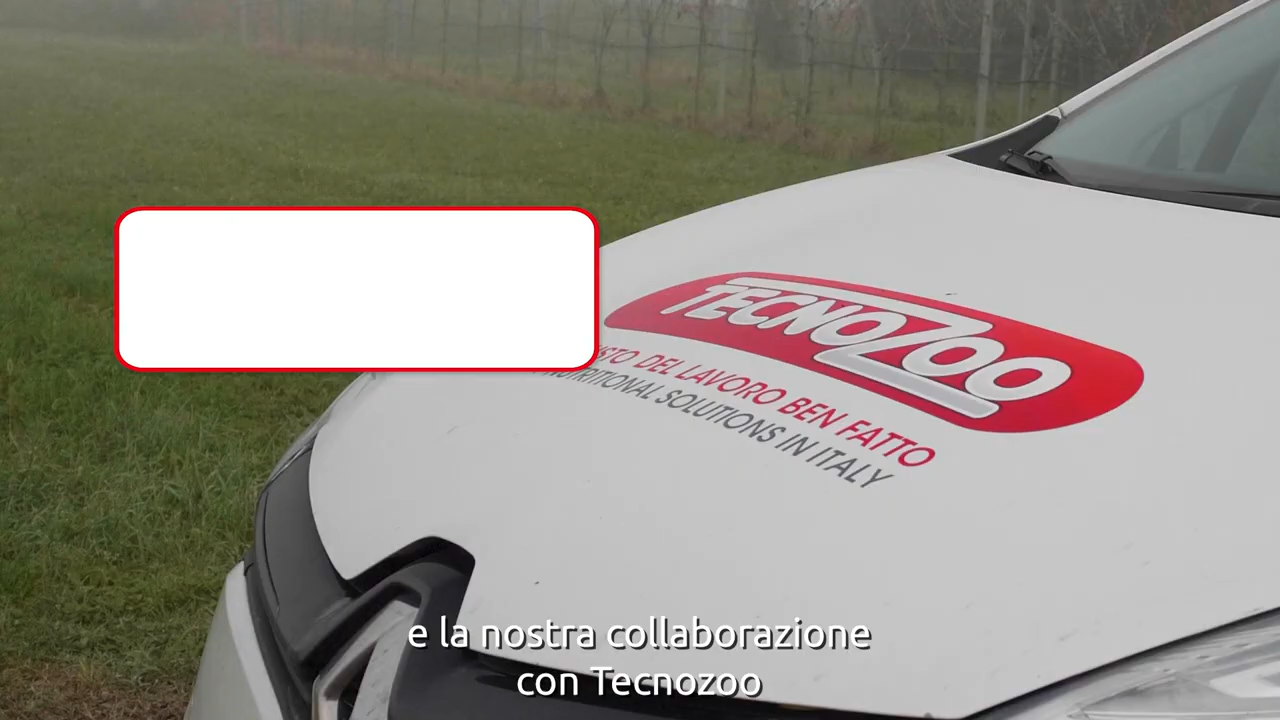 TECNOZOO
DEL LAVORO BEN FATTO
NUTRITIONAL SOLUTIONS IN ITALY
e la nostra collaborazione
con Tecnozoo